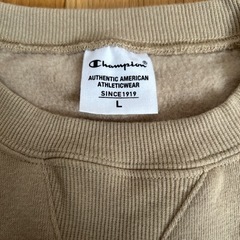 Champion
AUTHENTIC AMERICAN
ATHLETICWEAR
SINCE 1919
L